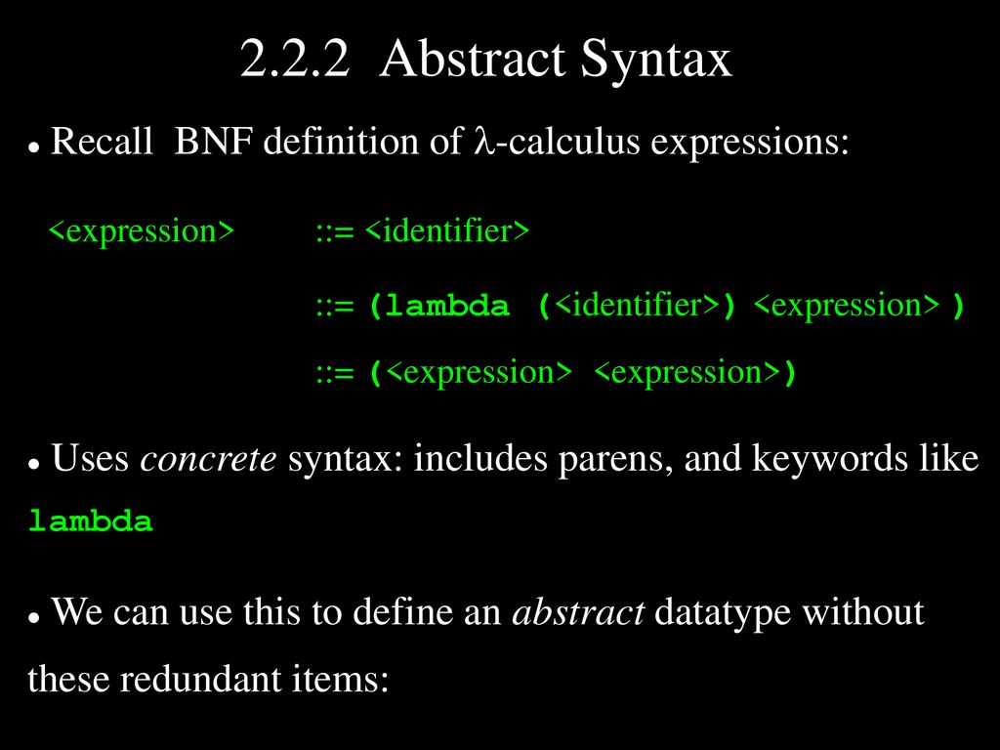 2.2.2 Abstract Syntax
● Recall BNF definition of λ-calculus expressions:
<expression> ::= <identifier>
::= (lambda (<identifier>) <expression> )
::= (<expression> <expression>)
● Uses concrete syntax: includes parens, and keywords like
lambda
● We can use this to define an abstract datatype without
these redundant items: